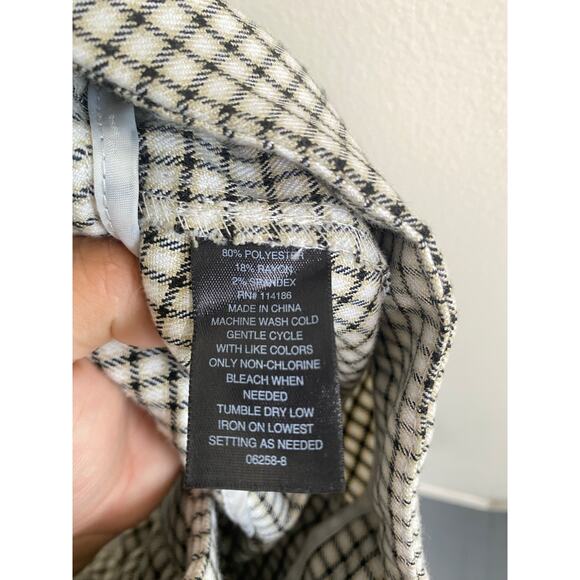 80% POLYESTER
18% RAYON
2% SPANDEX
RN# 114186
MADE IN CHINA
MACHINE WASH COLD
GENTLE CYCLE
WITH LIKE COLORS
ONLY NON-CHLORINE
BLEACH WHEN
NEEDED
TUMBLE DRY LOW
IRON ON LOWEST
SETTING AS NEEDED
06258-8